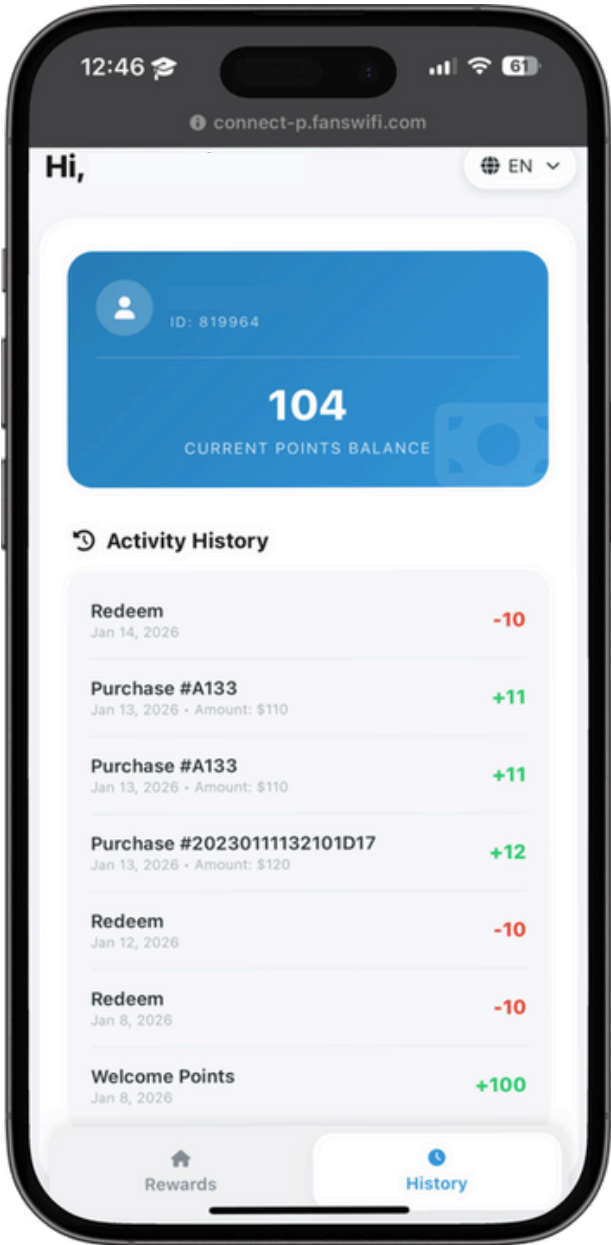 12:46
61
connect-p.fanswifi.com
Hi,
EN
ID: 819964
104
CURRENT POINTS BALANCE
Activity History
Redeem
-10
Jan 14, 2026
Purchase #A133
+11
Jan 13, 2026 • Amount: $110
Purchase #A133
+11
Jan 13, 2026 • Amount: $110
Purchase #20230111132101D17
+12
Jan 13, 2026 • Amount: $120
Redeem
-10
Jan 12, 2026
Redeem
-10
Jan 8, 2026
Welcome Points
+100
Jan 8, 2026
Rewards
History